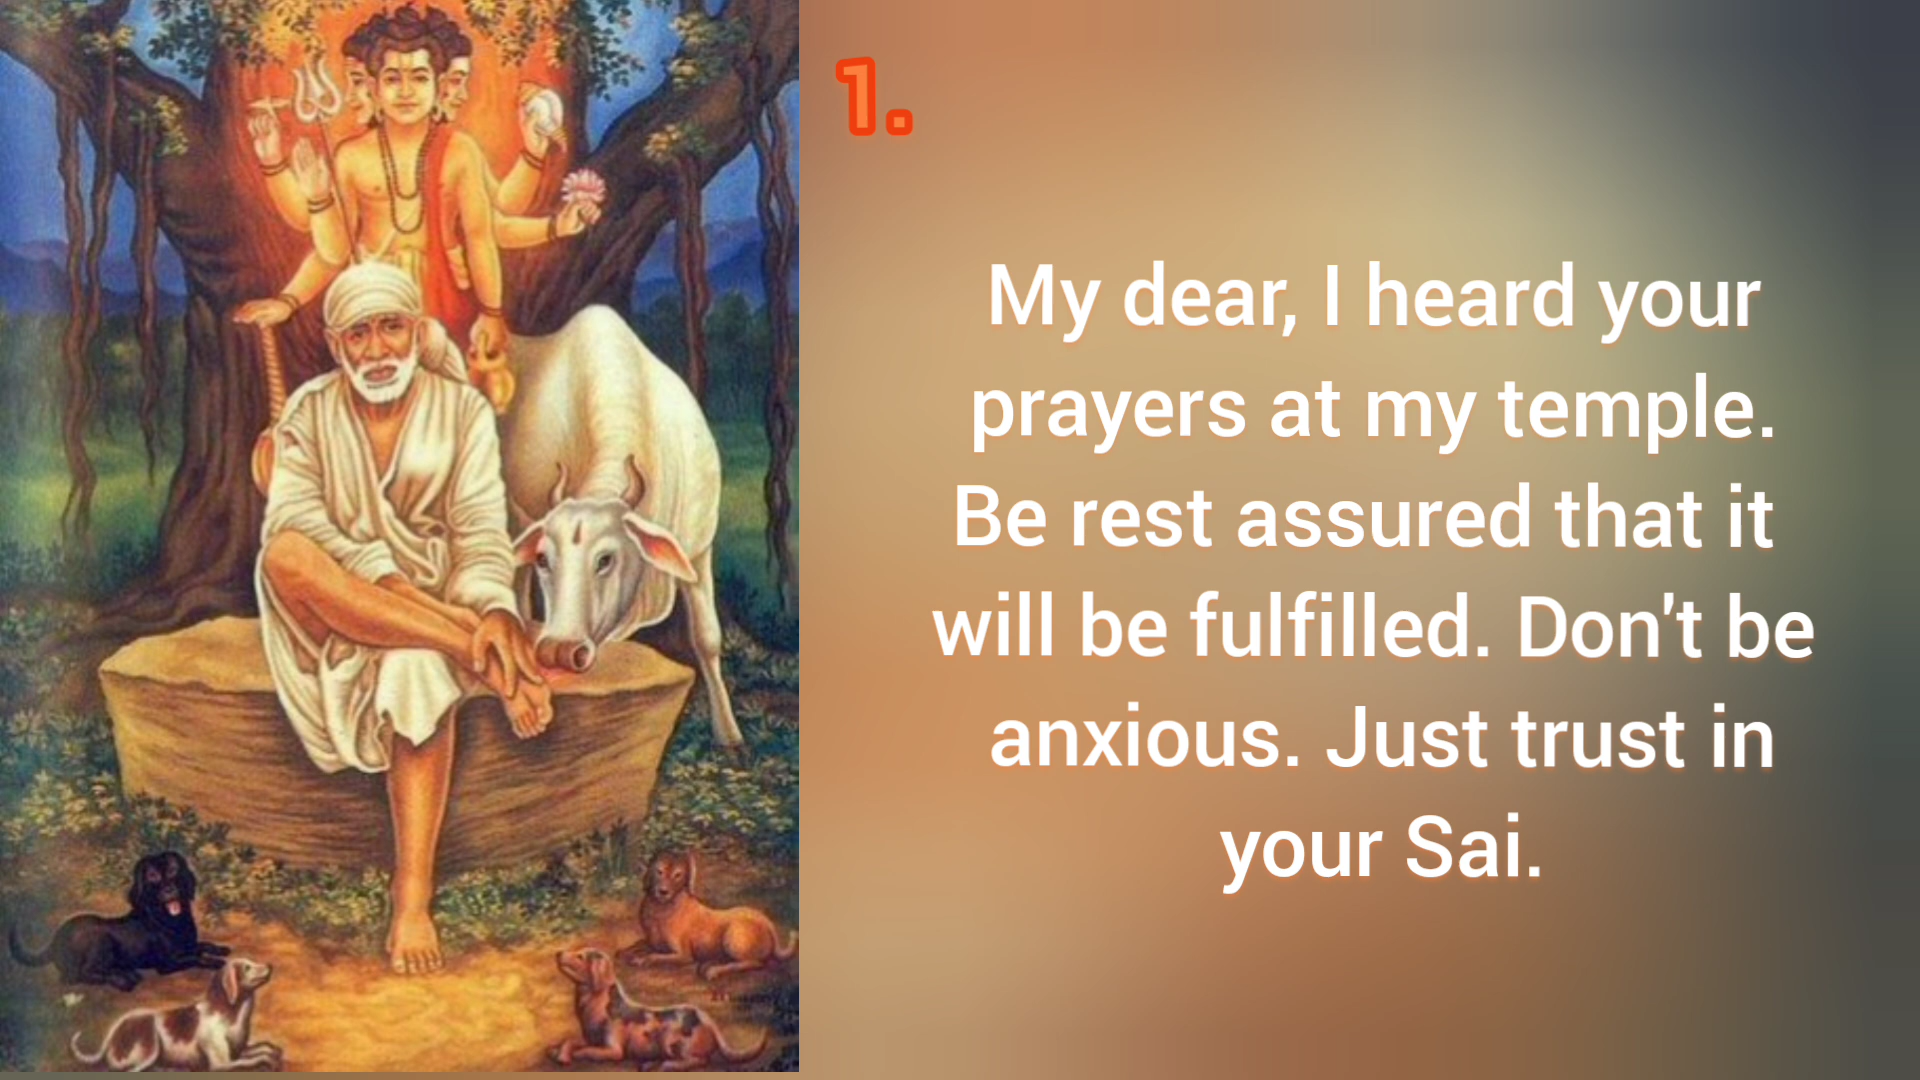 1.
My dear, I heard your
prayers at my temple.
Be rest assured that it
will be fulfilled. Don't be
anxious. Just trust in
your Sai.